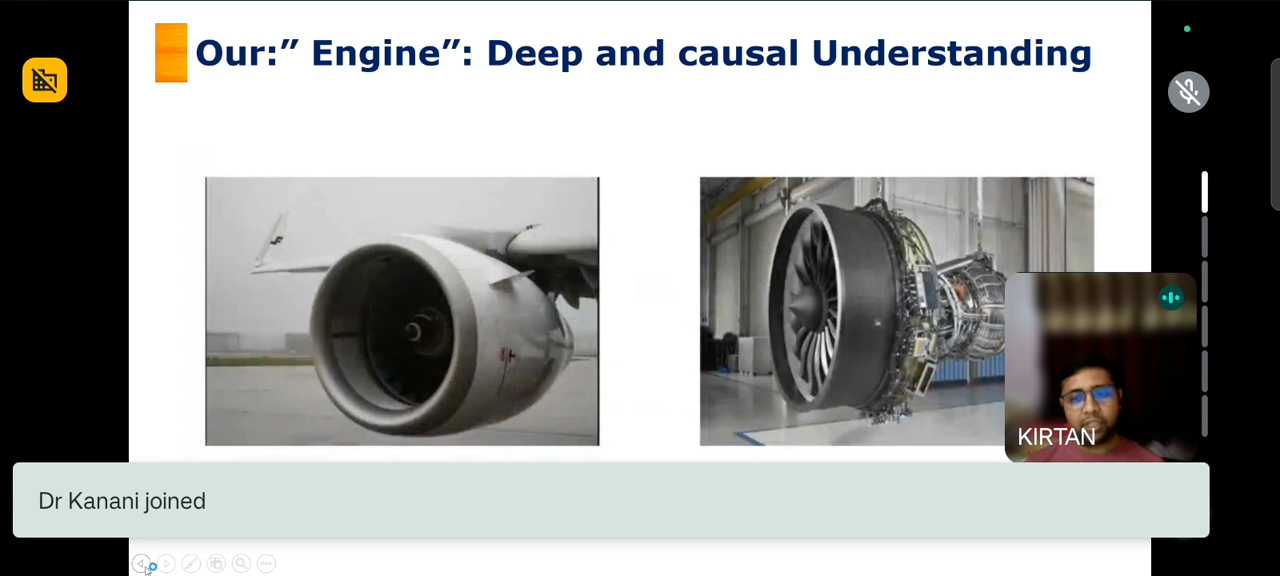 Our:” Engine”: Deep and causal Understanding
KIRTAN
Dr Kanani joined